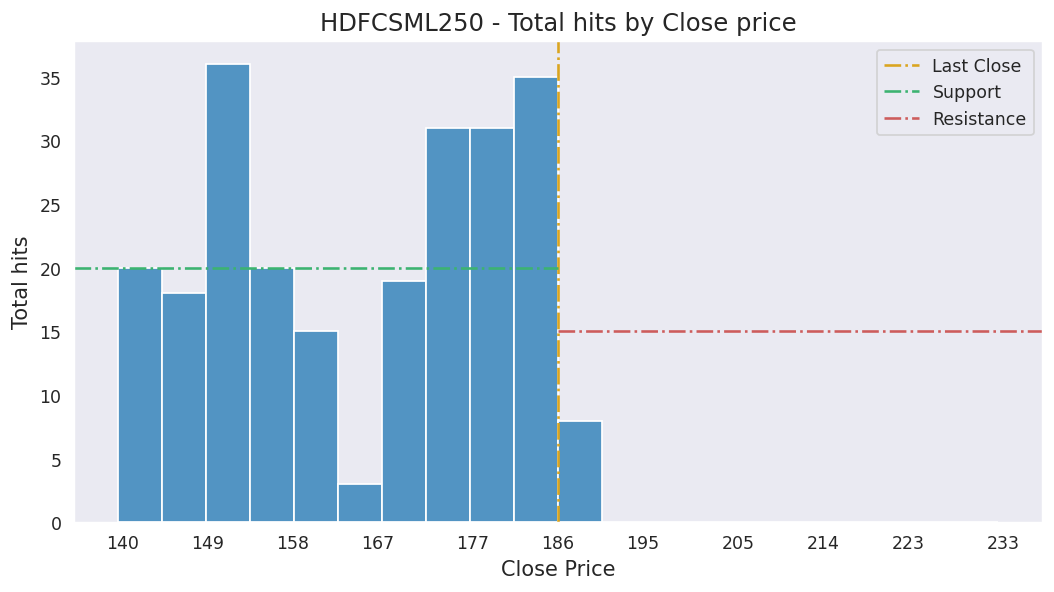 HDFCSML250 - Total hits by Close price
Last Close
Support
Resistance
Total hits
35
30
25
20
15
10
5
0
140 149 158 167 177 186 195 205 214 223 233
Close Price